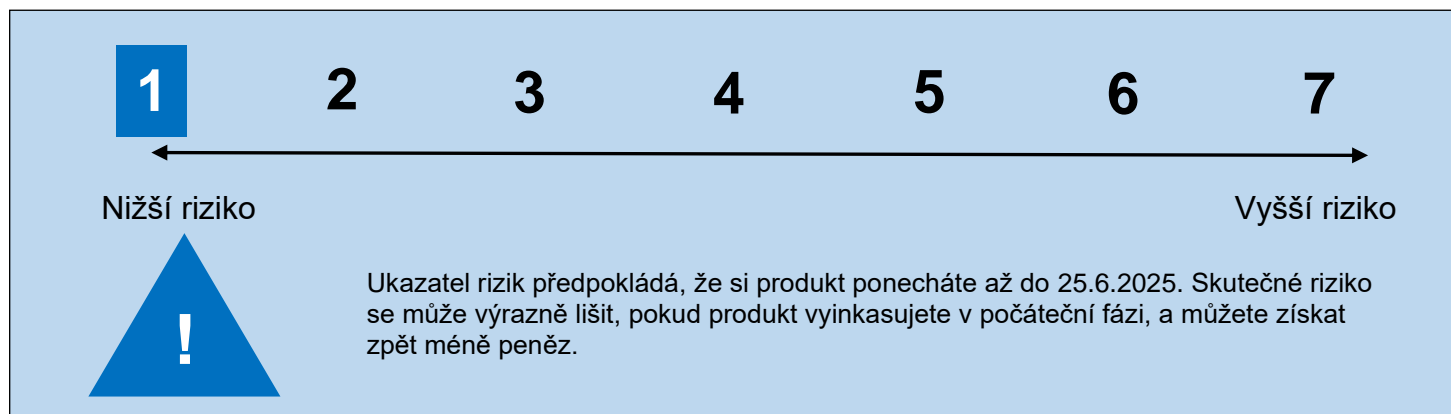 1 2 3 4 5 6 7
Nižší riziko Vyšší riziko
Ukazatel rizik předpokládá, že si produkt ponecháte až do 25.6.2025. Skutečné riziko
se může výrazně lišit, pokud produkt vyinkasujete v počáteční fázi, a můžete získat
zpět méně peněz.
!